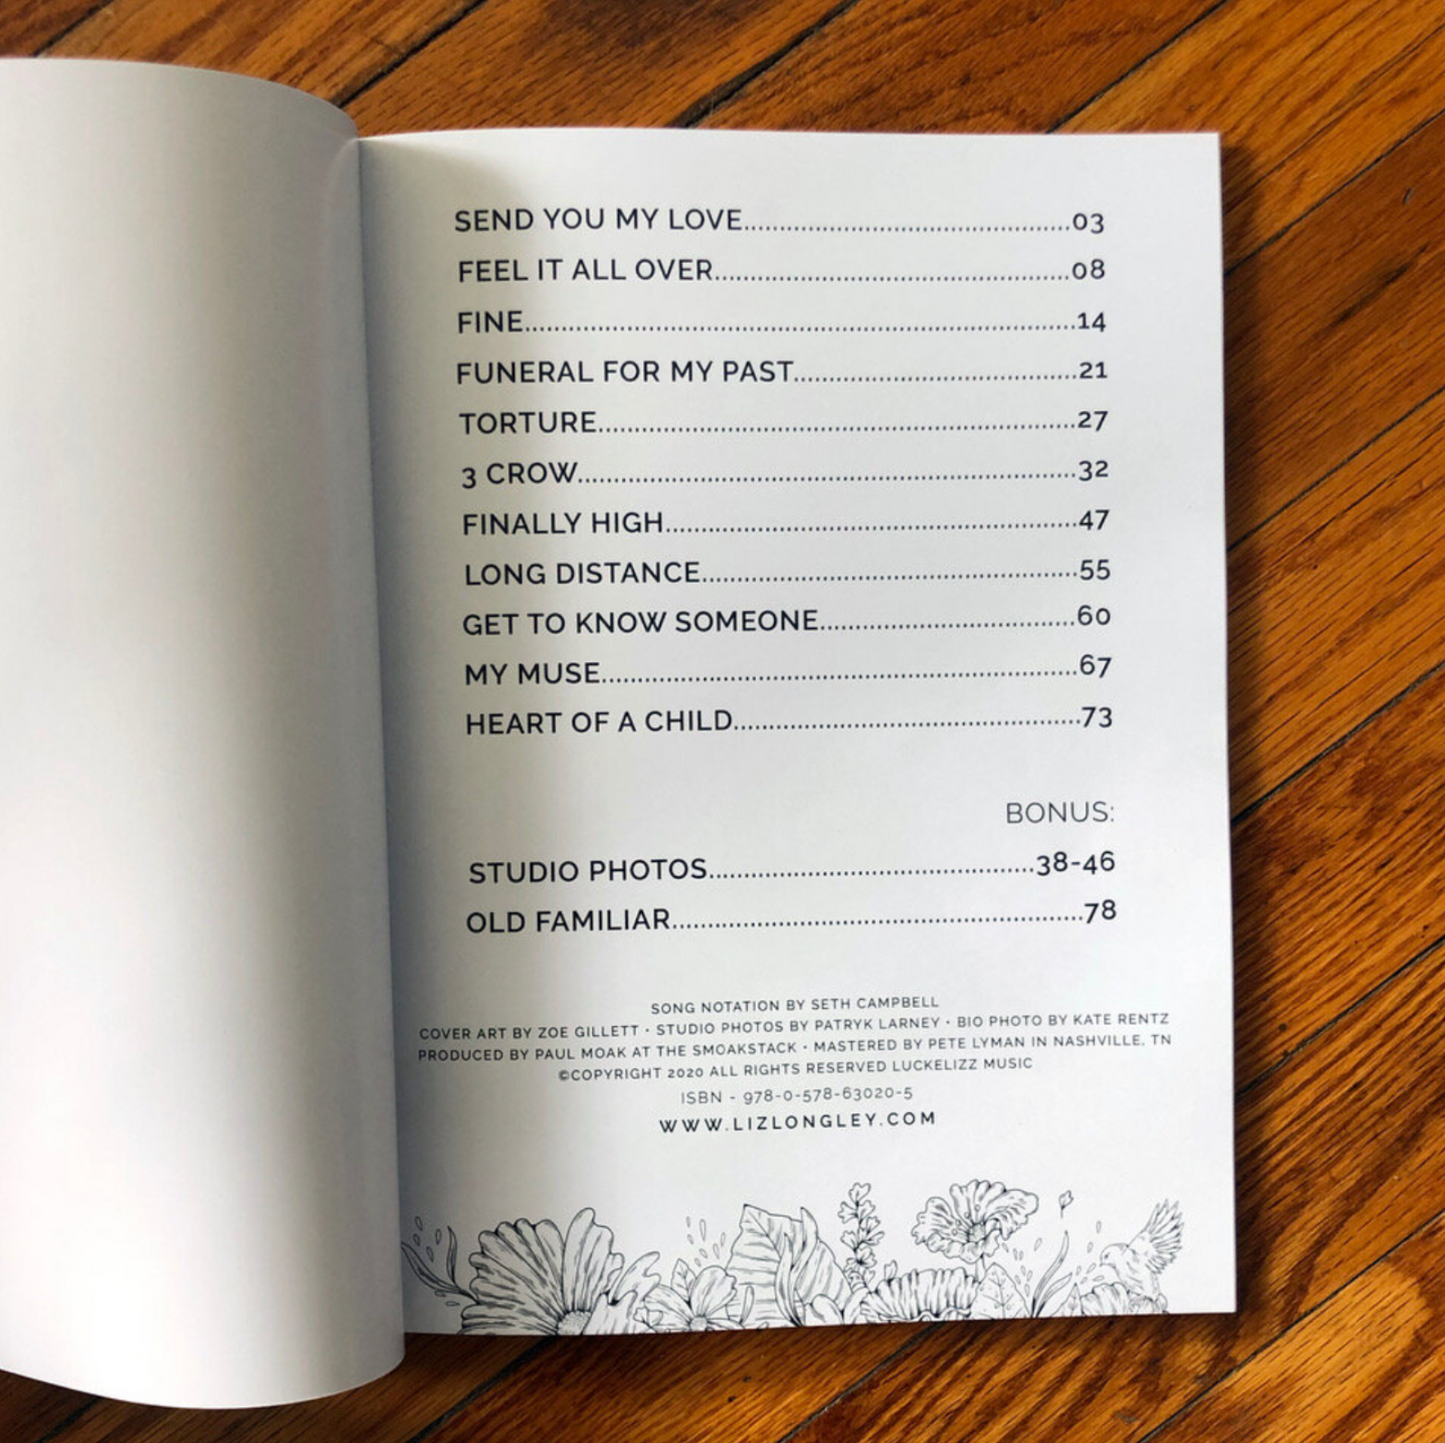 SEND YOU MY LOVE..............................................03
FEEL IT ALL OVER..................................................08
FINE.............................................................................14
FUNERAL FOR MY PAST........................................21
TORTURE...................................................................27
3 CROW......................................................................32
FINALLY HIGH..........................................................47
LONG DISTANCE.....................................................55
GET TO KNOW SOMEONE....................................60
MY MUSE...................................................................67
HEART OF A CHILD.................................................73
BONUS:
STUDIO PHOTOS..............................................38-46
OLD FAMILIAR..........................................................78
SONG NOTATION BY SETH CAMPBELL
COVER ART BY ZOE GILLETT • STUDIO PHOTOS BY PATRYK LARNEY • BIO PHOTO BY KATE RENTZ
PRODUCED BY PAUL MOAK AT THE SMOAKSTACK • MASTERED BY PETE LYMAN IN NASHVILLE, TN
©COPYRIGHT 2020 ALL RIGHTS RESERVED LUCKELIZZ MUSIC
ISBN - 978-0-578-63020-5
WWW.LIZLONGLEY.COM